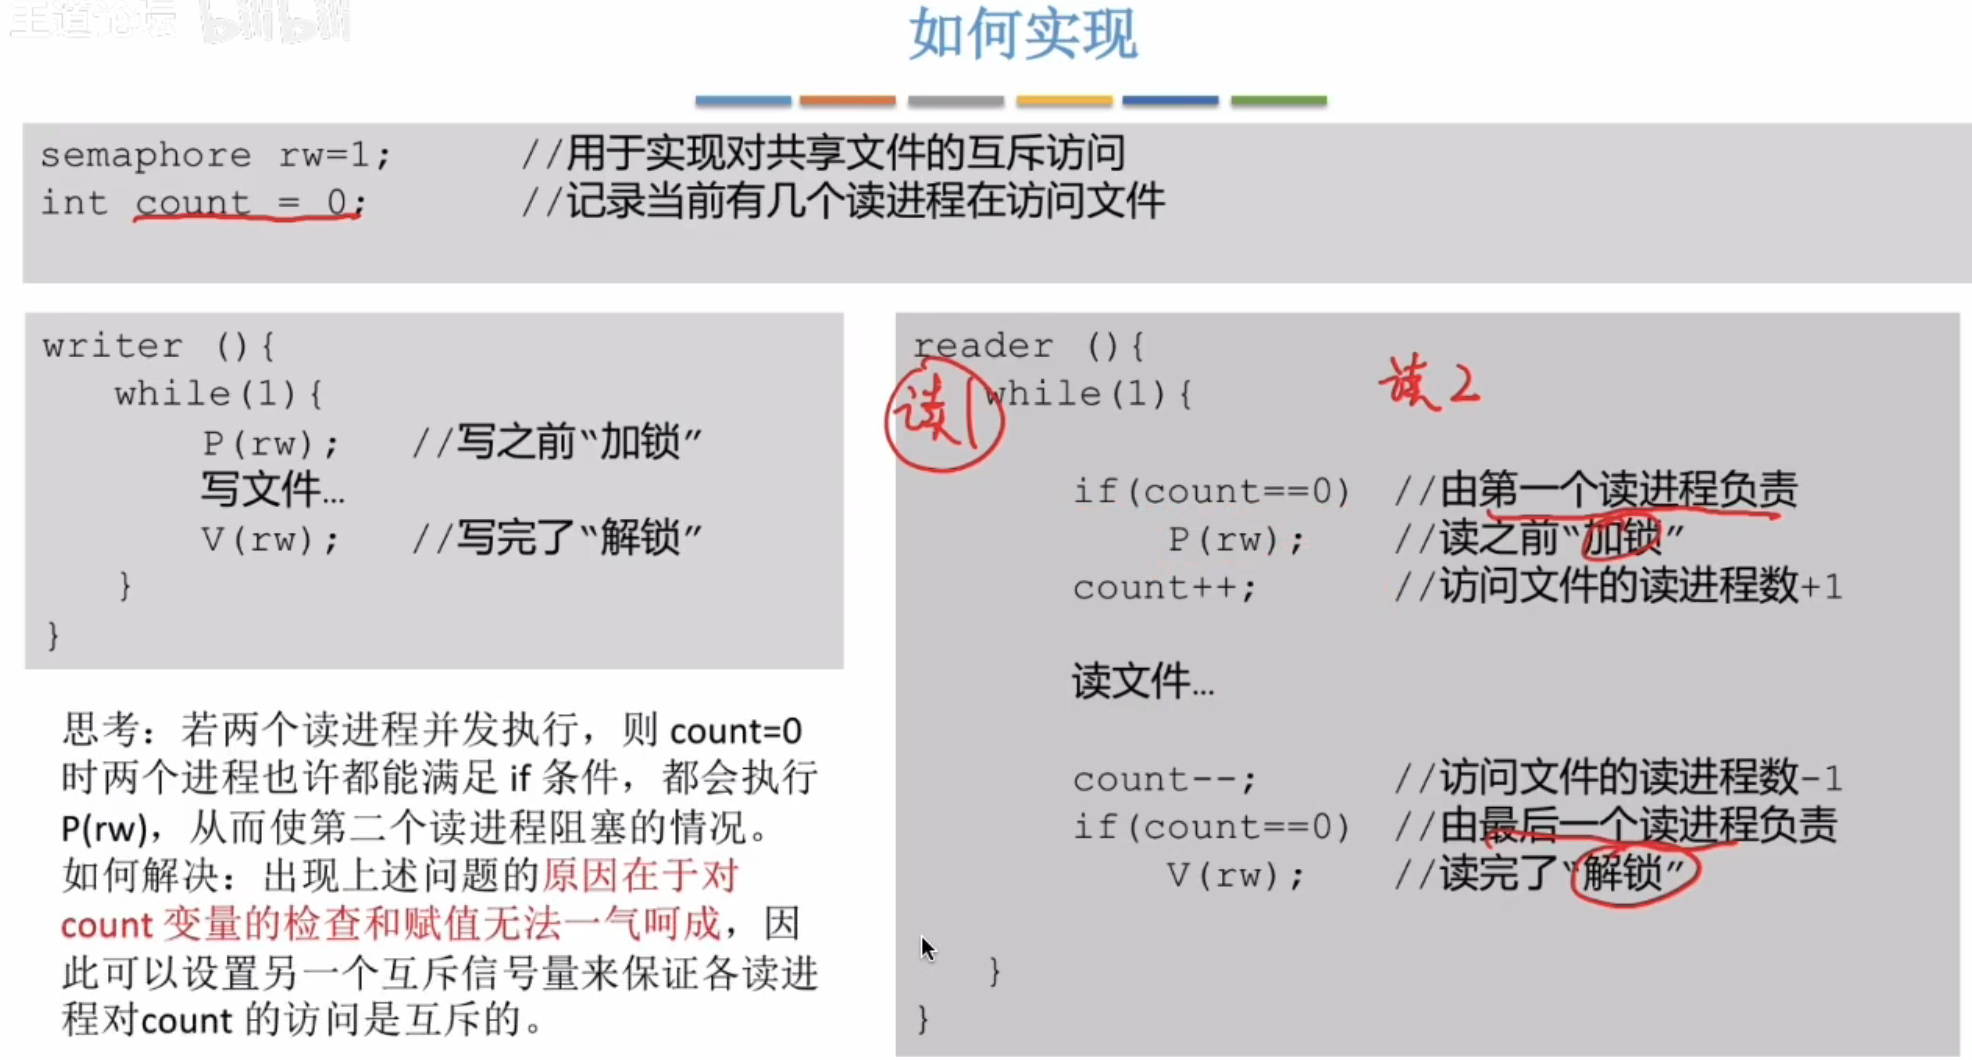 王道论坛 bilibili
如何实现
semaphore rw=1; //用于实现对共享文件的互斥访问
int count = 0; //记录当前有几个读进程在访问文件
writer (){
while(1){
P(rw); //写之前“加锁”
写文件…
V(rw); //写完了“解锁”
}
}
思考：若两个读进程并发执行，则 count=0
时两个进程也许都能满足 if 条件，都会执行
P(rw)，从而使第二个读进程阻塞的情况。
如何解决：出现上述问题的原因在于对
count 变量的检查和赋值无法一气呵成，因
此可以设置另一个互斥信号量来保证各读进
程对count 的访问是互斥的。
reader (){
读1 while(1){ 读2
if(count==0) //由第一个读进程负责
P(rw); //读之前“加锁”
count++; //访问文件的读进程数+1
读文件…
count--; //访问文件的读进程数-1
if(count==0) //由最后一个读进程负责
V(rw); //读完了“解锁”
}
}